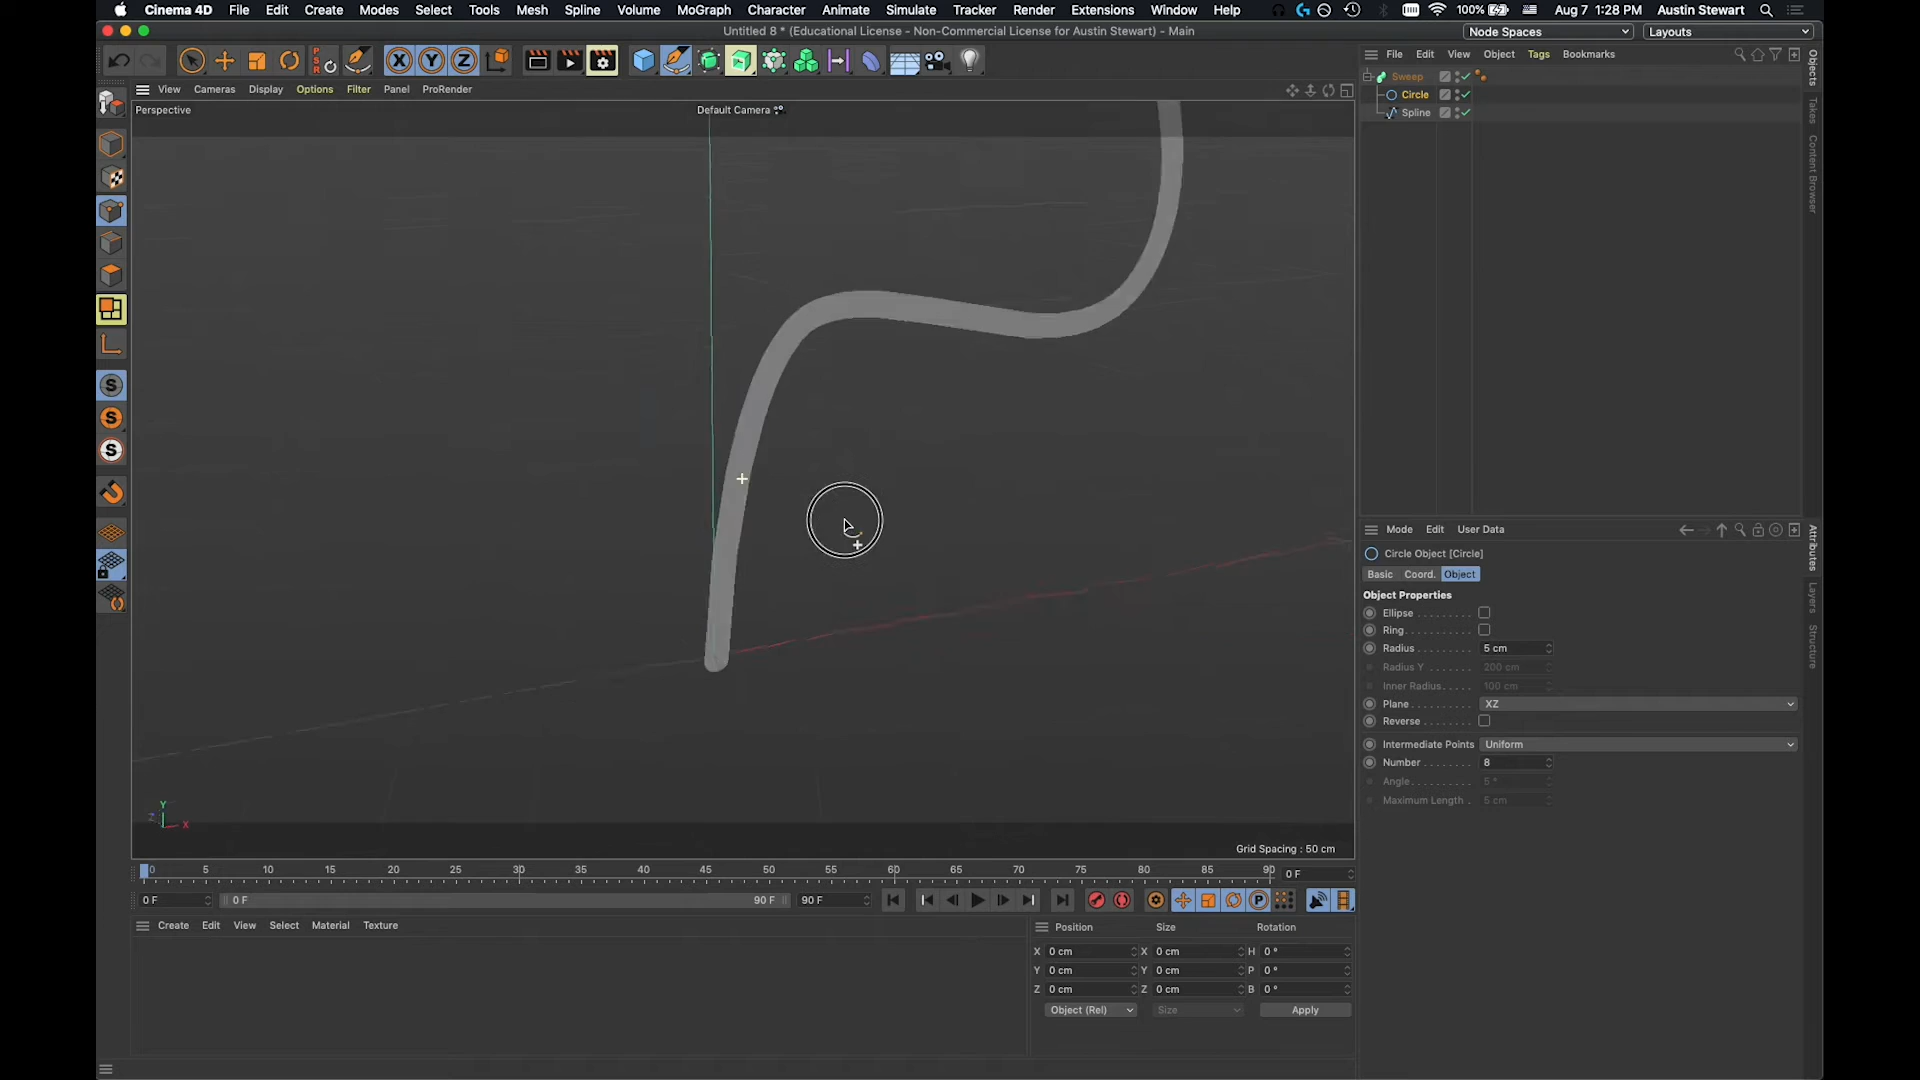 Cinema 4D File Edit Create Modes Select Tools Mesh Spline Volume MoGraph Character Animate Simulate Tracker Render Extensions Window Help 100% Aug 7 1:28 PM Austin Stewart
Untitled 8 * (Educational License - Non-Commercial License for Austin Stewart) - Main
Node Spaces
Layouts
File Edit View Object Tags Bookmarks
View Cameras Display Options Filter Panel ProRender
Perspective
Default Camera
Sweep
Circle
Spline
Objects
Takes
Content Browser
Mode Edit User Data
Circle Object [Circle]
Basic Coord. Object
Object Properties
Ellipse . . . . . . . .
Ring. . . . . . . . . .
Radius . . . . . . . . . 5 cm
Radius Y . . . . . . . 200 cm
Inner Radius. . . . . 100 cm
Plane. . . . . . . . . . XZ
Reverse . . . . . . .
Intermediate Points Uniform
Number . . . . . . . 8
Angle. . . . . . . . . . 5 °
Maximum Length . 5 cm
Attributes
Layers
Structure
Y
Z
X
Grid Spacing : 50 cm
0 5 10 15 20 25 30 35 40 45 50 55 60 65 70 75 80 85 90 0 F
0 F 0 F 90 F 90 F
P
Create Edit View Select Material Texture
Position Size Rotation
X 0 cm X 0 cm H 0 °
Y 0 cm Y 0 cm P 0 °
Z 0 cm Z 0 cm B 0 °
Object (Rel) Size Apply
X Y Z
PSR
S
S
S